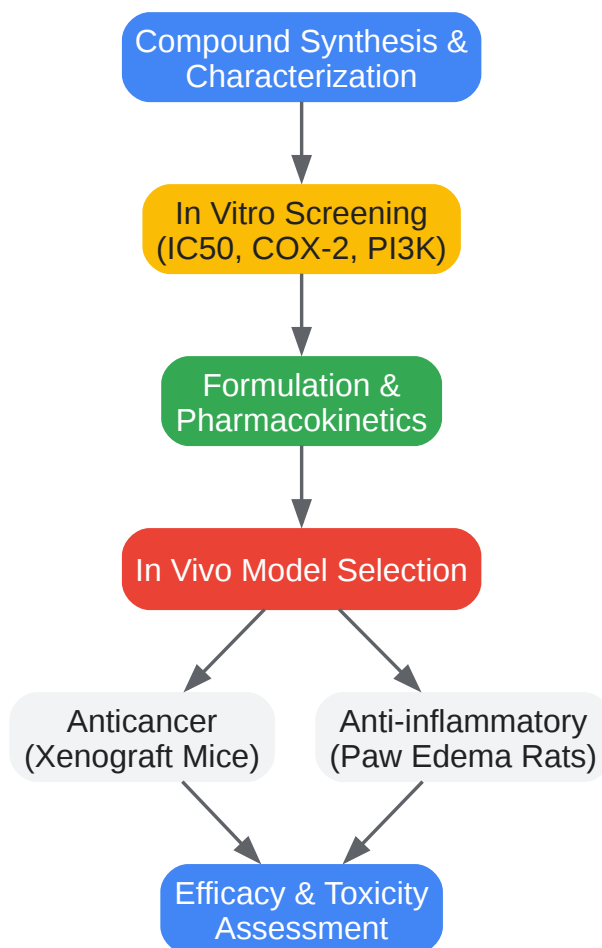 Compound Synthesis &
Characterization
In Vitro Screening
(IC50, COX-2, PI3K)
Formulation &
Pharmacokinetics
In Vivo Model Selection
Anticancer
(Xenograft Mice)
Anti-inflammatory
(Paw Edema Rats)
Efficacy & Toxicity
Assessment